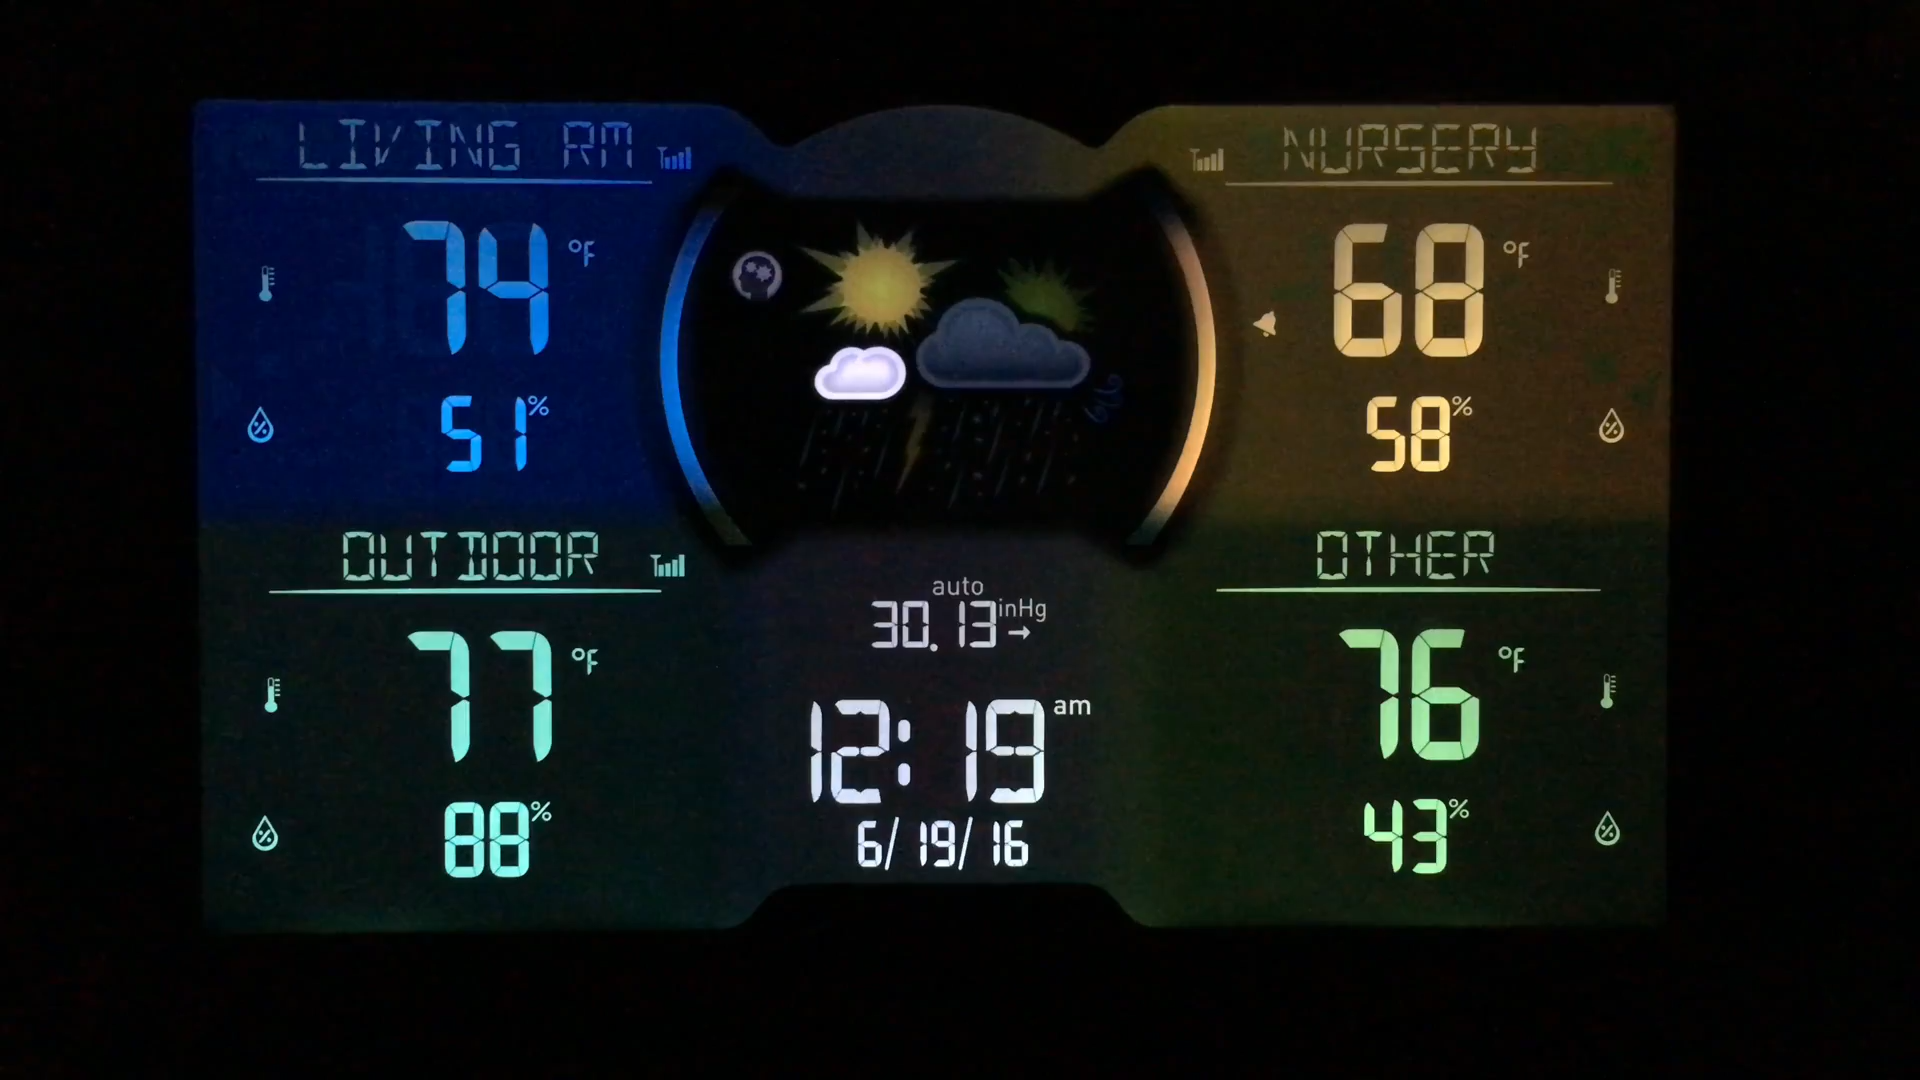 LIVING RM
74 °F
51%
NURSERY
68 °F
58%
OUTDOOR
77 °F
88%
auto
30.13 inHg →
12:19 am
6/19/16
OTHER
76 °F
43%